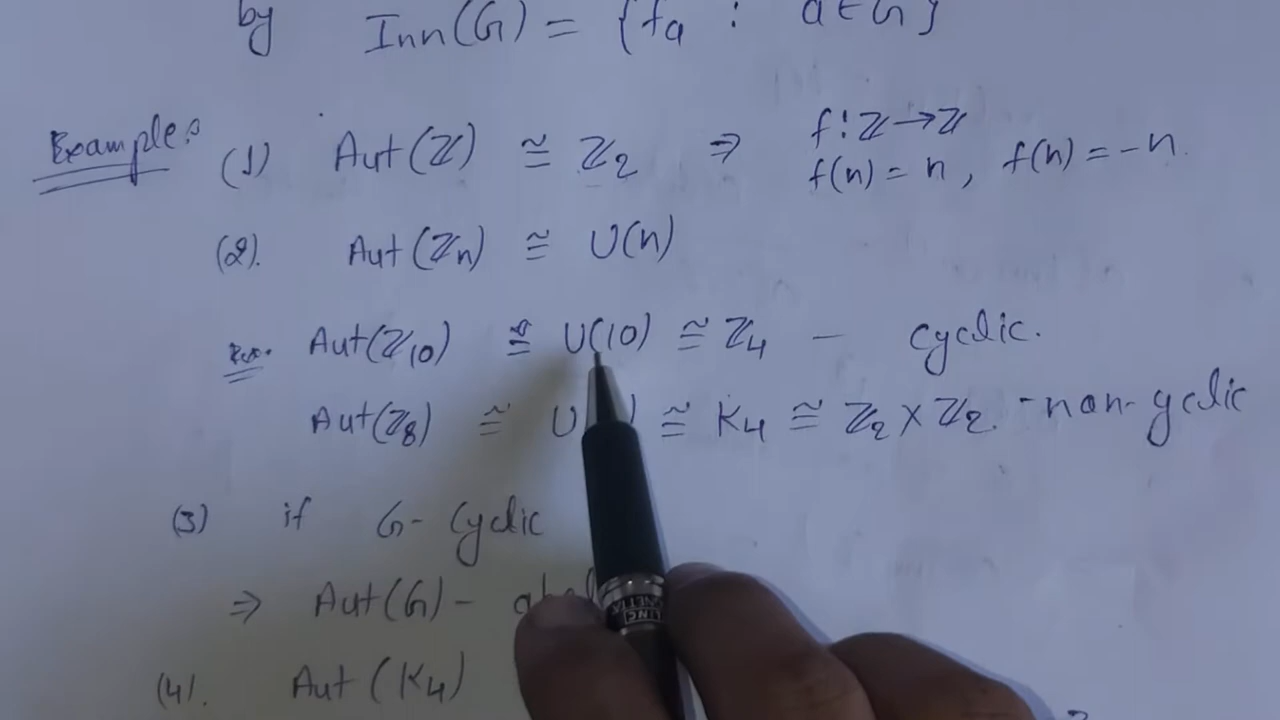 by Inn(G) = {fa : a∈G}
Example:
(1) Aut(ℤ) ≅ ℤ₂ ⇒ f:ℤ→ℤ
f(n) = n, f(n) = -n.
(2). Aut(ℤn) ≅ U(n)
Aut(ℤ₁₀) ≅ U(10) ≅ ℤ₄ — cyclic.
Aut(ℤ₈) ≅ U ) ≅ K₄ ≅ ℤ₂ × ℤ₂. -non-cyclic
(3) if G- Cyclic
⇒ Aut(G)-
(4). Aut (K₄)